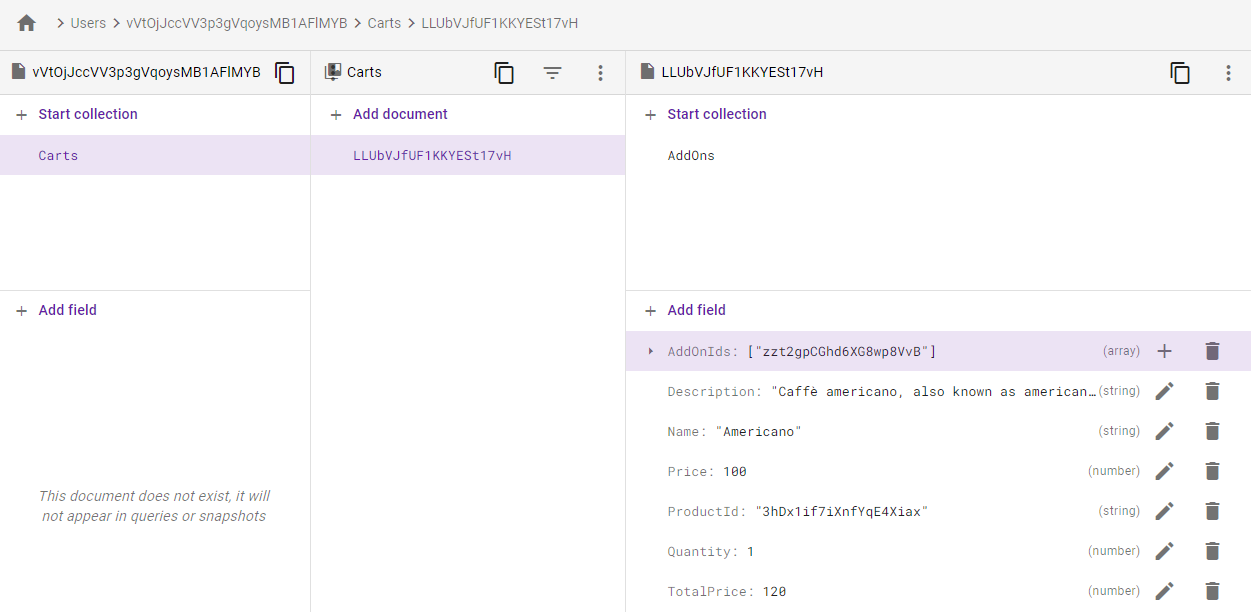 Users vVtOjJccVV3p3gVqoysMB1AFlMYB Carts LLUbVJfUF1KKYESt17vH
vVtOjJccVV3p3gVqoysMB1AFlMYB
Carts
LLUbVJfUF1KKYESt17vH
+ Start collection
+ Add document
+ Start collection
Carts
LLUbVJfUF1KKYESt17vH
AddOns
+ Add field
This document does not exist, it will
not appear in queries or snapshots
+ Add field
AddOnIds: ["zzt2gpCGhd6XG8wp8VvB"] (array)
Description: "Caffè americano, also known as american… (string)
Name: "Americano" (string)
Price: 100 (number)
ProductId: "3hDx1if7iXnfYqE4Xiax" (string)
Quantity: 1 (number)
TotalPrice: 120 (number)